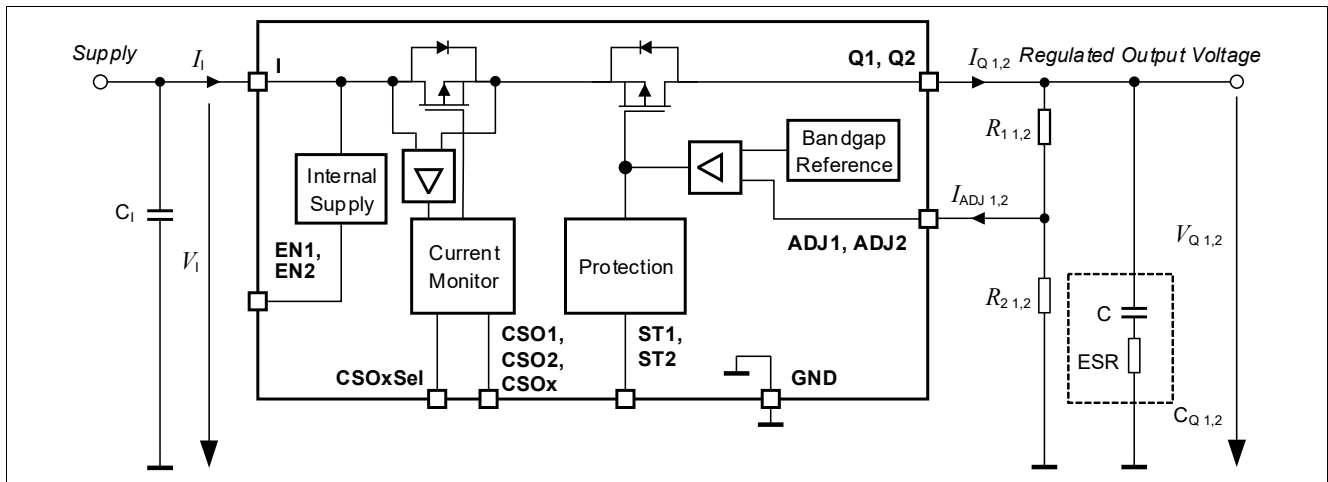 Supply
I_I
I
Q1, Q2
I_Q 1,2
Regulated Output Voltage
R_1 1,2
Bandgap
Reference
Internal
Supply
I_ADJ 1,2
C_I
EN1,
EN2
ADJ1, ADJ2
V_I
Current
Monitor
Protection
V_Q 1,2
R_2 1,2
C
ESR
CSO1,
CSO2,
CSOx
ST1,
ST2
CSOxSel
GND
C_Q 1,2